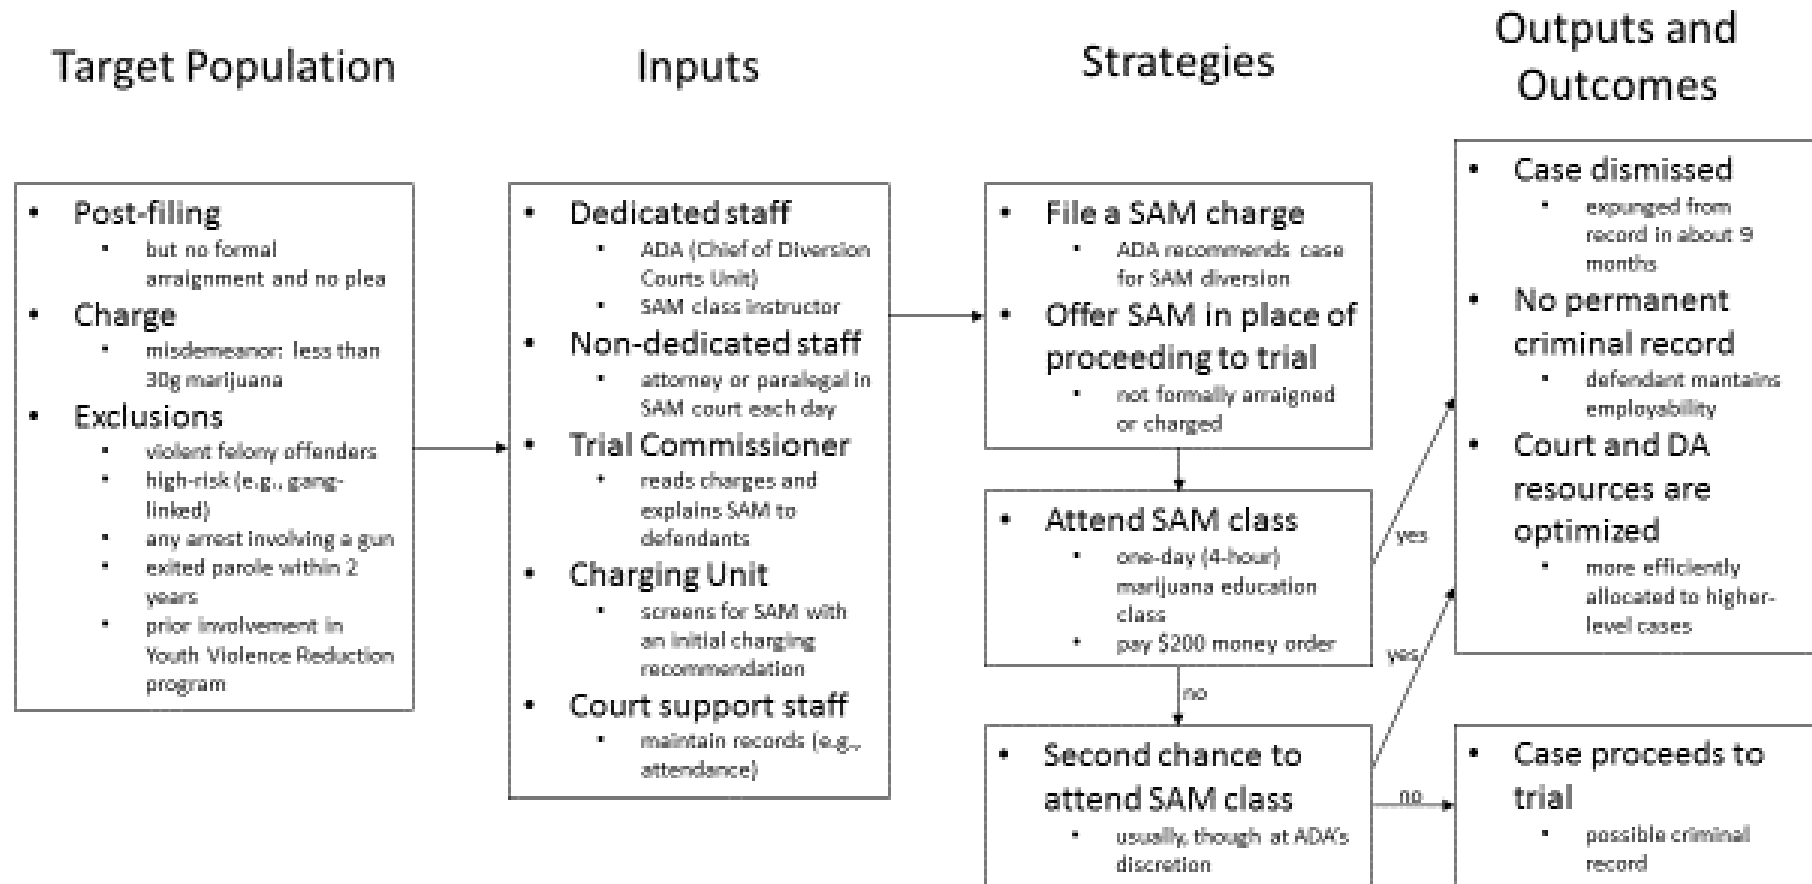 Target Population
Inputs
Strategies
Outputs and
Outcomes
• Post-filing
▪ but no formal
arraignment and no plea
• Charge
▪ misdemeanor: less than
30g marijuana
• Exclusions
▪ violent felony offenders
▪ high-risk (e.g., gang-
linked)
▪ any arrest involving a gun
▪ exited parole within 2
years
▪ prior involvement in
Youth Violence Reduction
program
• Dedicated staff
▪ ADA (Chief of Diversion
Courts Unit)
▪ SAM class instructor
• Non-dedicated staff
▪ attorney or paralegal in
SAM court each day
• Trial Commissioner
▪ reads charges and
explains SAM to
defendants
• Charging Unit
▪ screens for SAM with
an initial charging
recommendation
• Court support staff
▪ maintain records (e.g.,
attendance)
• File a SAM charge
▪ ADA recommends case
for SAM diversion
• Offer SAM in place of
proceeding to trial
▪ not formally arraigned
or charged
• Attend SAM class
▪ one-day (4-hour)
marijuana education
class
▪ pay $200 money order
yes
no
• Second chance to
attend SAM class
▪ usually, though at ADA's
discretion
yes
no
• Case dismissed
▪ expunged from
record in about 9
months
• No permanent
criminal record
▪ defendant mantains
employability
• Court and DA
resources are
optimized
▪ more efficiently
allocated to higher-
level cases
• Case proceeds to
trial
▪ possible criminal
record